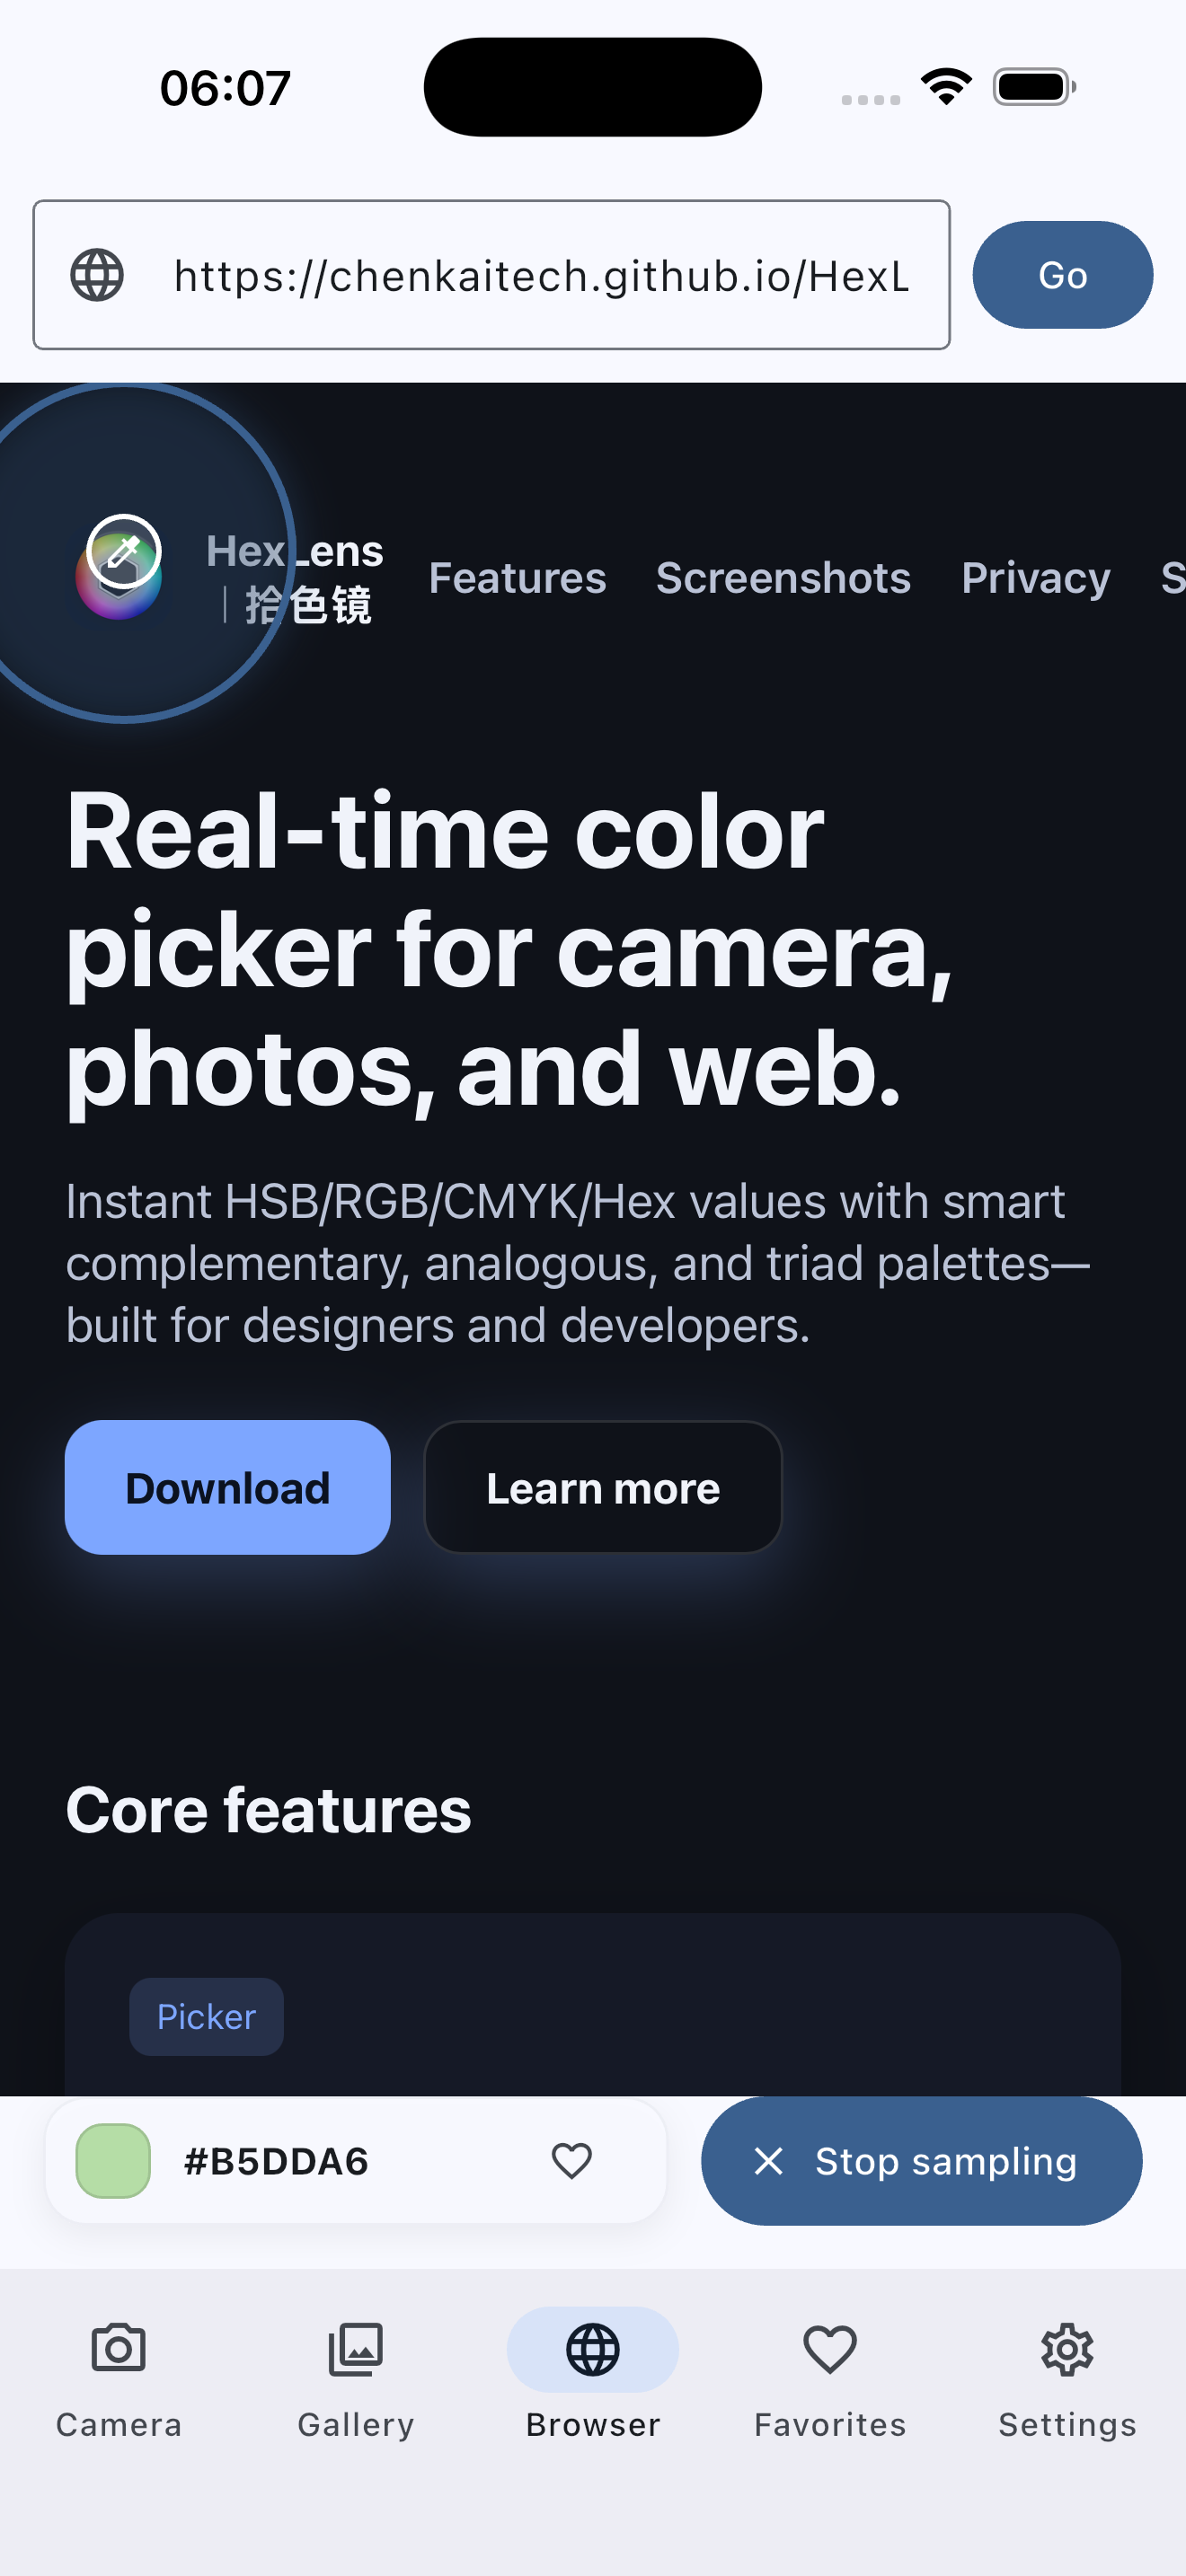 06:07
https://chenkaitech.github.io/HexL
Go
HexLens
｜拾色镜
Features
Screenshots
Privacy
S
Real-time color
picker for camera,
photos, and web.
Instant HSB/RGB/CMYK/Hex values with smart
complementary, analogous, and triad palettes—
built for designers and developers.
Download
Learn more
Core features
Picker
#B5DDA6
Stop sampling
Camera
Gallery
Browser
Favorites
Settings